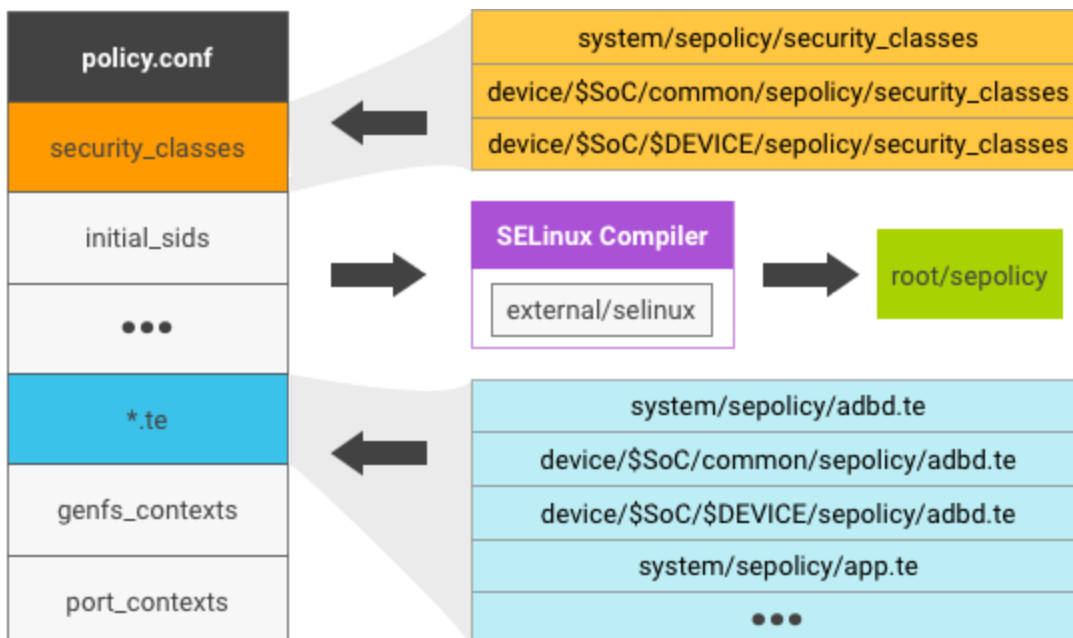 policy.conf
security_classes
initial_sids
•••
*.te
genfs_contexts
port_contexts
system/sepolicy/security_classes
device/$SoC/common/sepolicy/security_classes
device/$SoC/$DEVICE/sepolicy/security_classes
SELinux Compiler
external/selinux
root/sepolicy
system/sepolicy/adbd.te
device/$SoC/common/sepolicy/adbd.te
device/$SoC/$DEVICE/sepolicy/adbd.te
system/sepolicy/app.te
•••